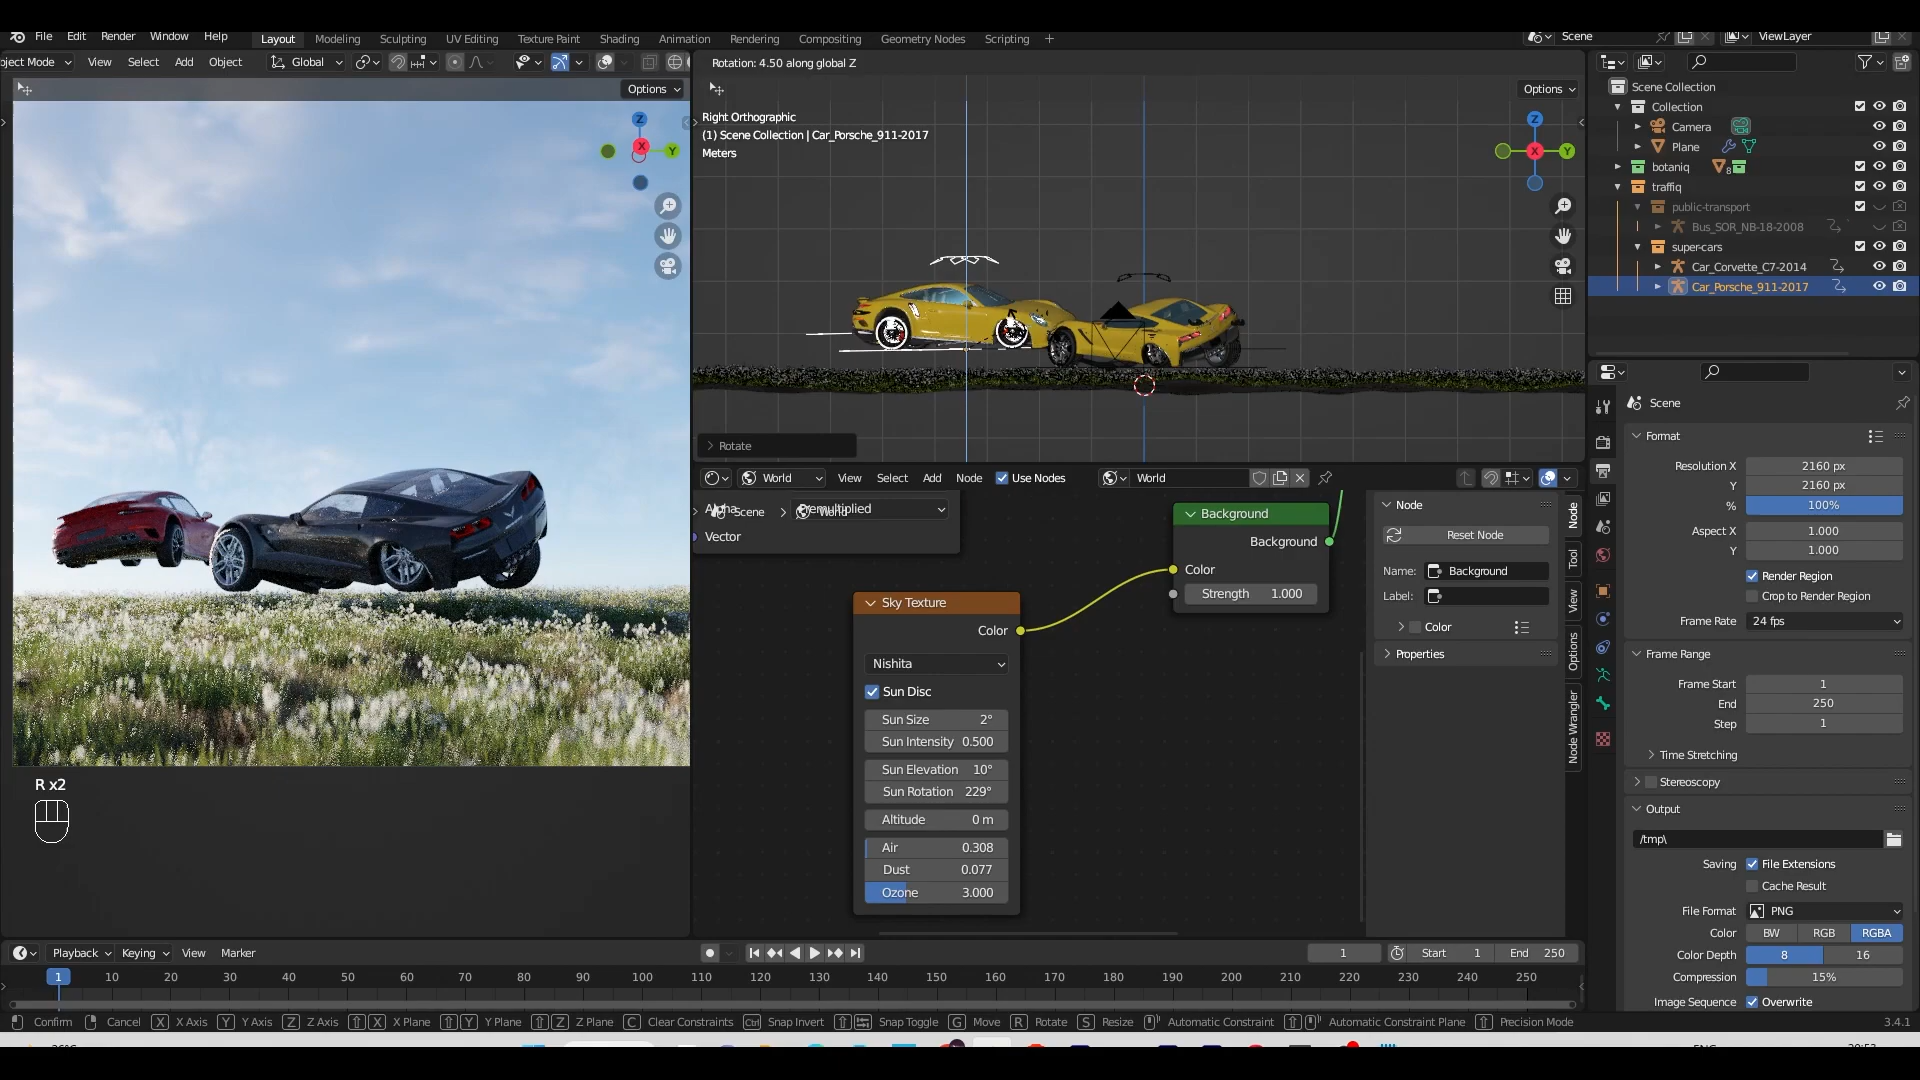 File Edit Render Window Help Layout Modeling Sculpting UV Editing Texture Paint Shading Animation Rendering Compositing Geometry Nodes Scripting + Scene ViewLayer
ject Mode View Select Add Object Global Rotation: 4.50 along global Z
Options
Options
Right Orthographic
(1) Scene Collection | Car_Porsche_911-2017
Meters
Z
X
Y
Z
X
Y
Rotate
Scene Collection
Collection
Camera
Plane
botaniq 8
traffiq
public-transport
Bus_SOR_NB-18-2008
super-cars
Car_Corvette_C7-2014
Car_Porsche_911-2017
World View Select Add Node Use Nodes World
Scene > World
Alpha Premultiplied
Vector
Background
Background
Color
Strength 1.000
Sky Texture
Color
Nishita
Sun Disc
Sun Size 2°
Sun Intensity 0.500
Sun Elevation 10°
Sun Rotation 229°
Altitude 0 m
Air 0.308
Dust 0.077
Ozone 3.000
Node
Reset Node
Name: Background
Label:
Color
Properties
Node
Tool
View
Options
Node Wrangler
Scene
Format
Resolution X 2160 px
Y 2160 px
% 100%
Aspect X 1.000
Y 1.000
Render Region
Crop to Render Region
Frame Rate 24 fps
Frame Range
Frame Start 1
End 250
Step 1
Time Stretching
Stereoscopy
Output
/tmp\
Saving File Extensions
Cache Result
File Format PNG
Color BW RGB RGBA
Color Depth 8 16
Compression 15%
Image Sequence Overwrite
R x2
Playback Keying View Marker 1 Start 1 End 250
1 10 20 30 40 50 60 70 80 90 100 110 120 130 140 150 160 170 180 190 200 210 220 230 240 250
Confirm Cancel X X Axis Y Y Axis Z Z Axis X X Plane Y Y Plane Z Z Plane C Clear Constraints Ctrl Snap Invert Snap Toggle G Move R Rotate S Resize Automatic Constraint Automatic Constraint Plane Precision Mode 3.4.1